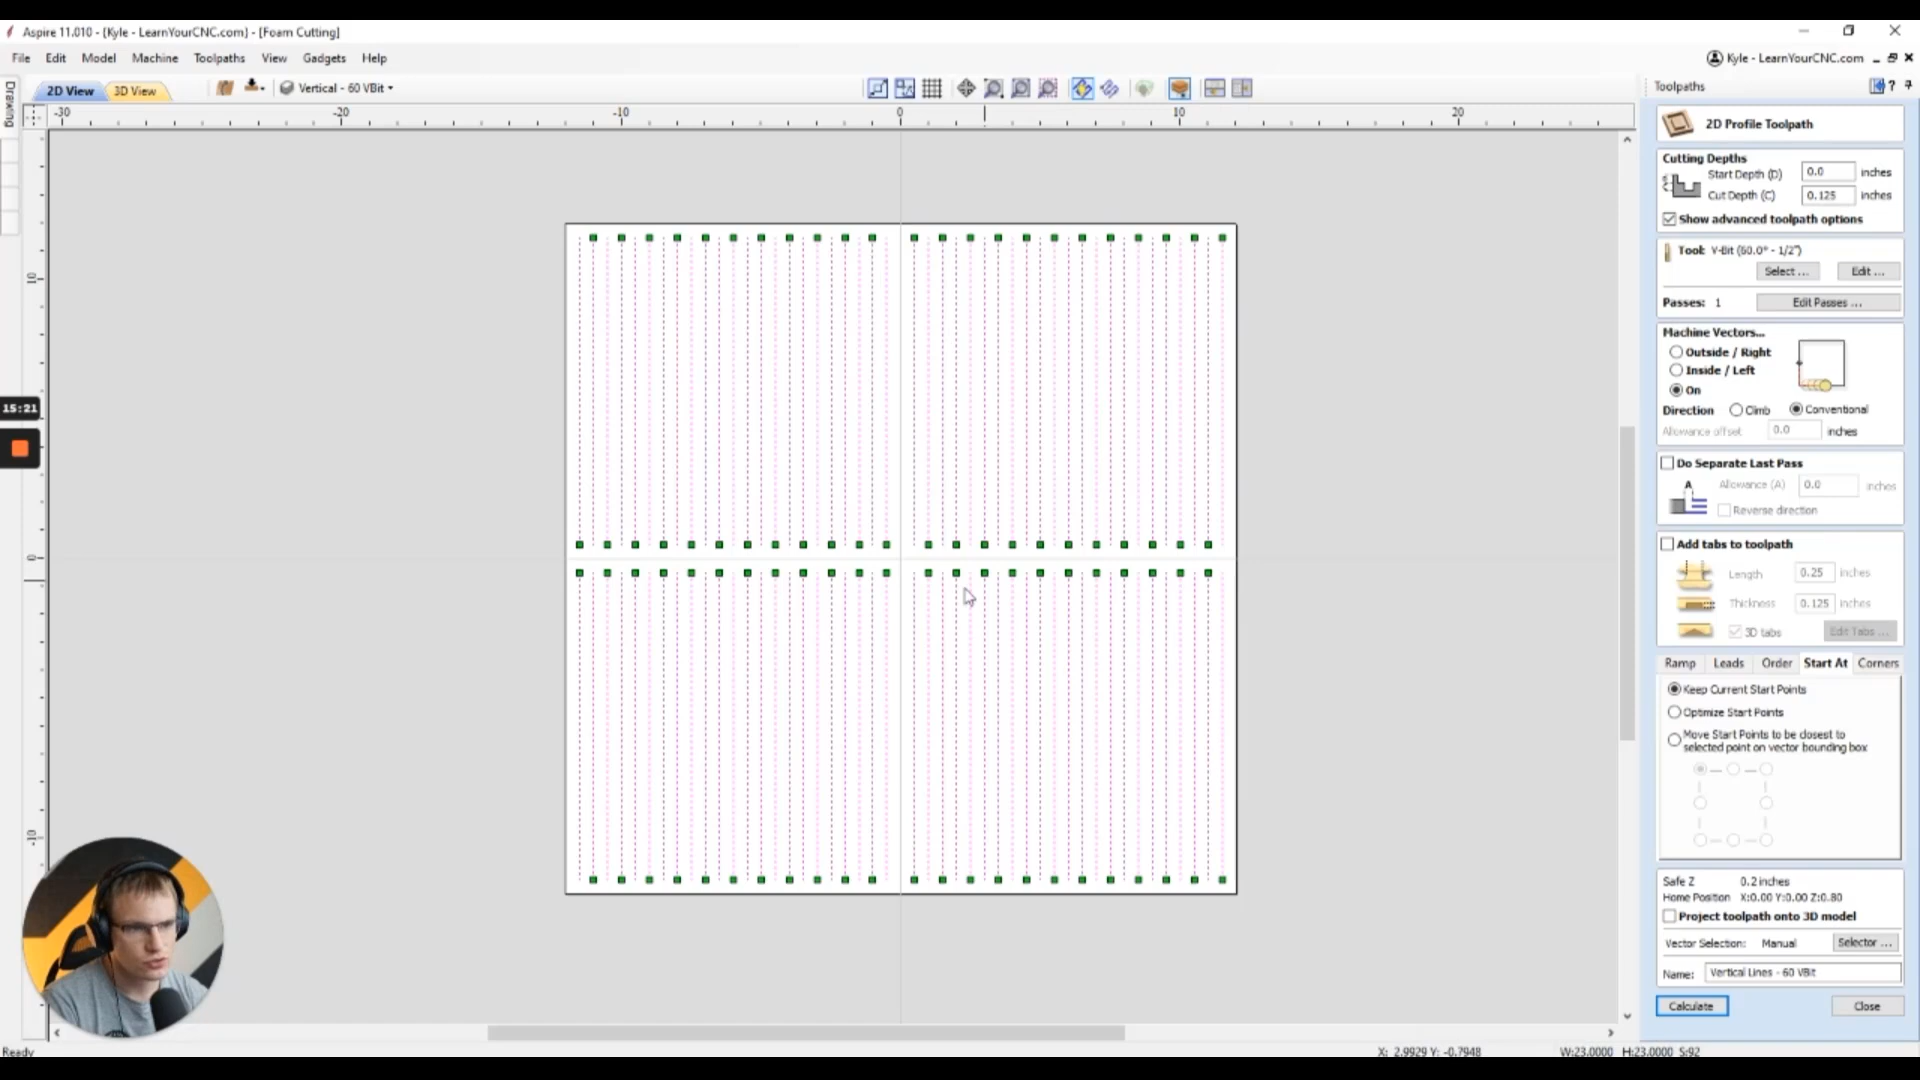 Aspire 11.010 - {Kyle - LearnYourCNC.com} - [Foam Cutting]
File Edit Model Machine Toolpaths View Gadgets Help
Kyle - LearnYourCNC.com
Drawing
2D View 3D View
Vertical - 60 VBit
Toolpaths
-30 -20 -10 0 10 20
10
0
-10
15:21
2D Profile Toolpath
Cutting Depths
Start Depth (D) 0.0 inches
Cut Depth (C) 0.125 inches
Show advanced toolpath options
Tool: V-Bit (60.0° - 1/2")
Select ... Edit ...
Passes: 1 Edit Passes ...
Machine Vectors...
Outside / Right
Inside / Left
On
Direction Climb Conventional
Allowance offset 0.0 inches
Do Separate Last Pass
A Allowance (A) 0.0 inches
Reverse direction
Add tabs to toolpath
Length 0.25 inches
Thickness 0.125 inches
3D tabs Edit Tabs ...
Ramp Leads Order Start At Corners
Keep Current Start Points
Optimize Start Points
Move Start Points to be closest to
selected point on vector bounding box
Safe Z 0.2 inches
Home Position X:0.00 Y:0.00 Z:0.80
Project toolpath onto 3D model
Vector Selection: Manual Selector ...
Name: Vertical Lines - 60 VBit
Calculate Close
Ready
X: 2.9929 Y: -0.7948 W:23.0000 H:23.0000 S:92